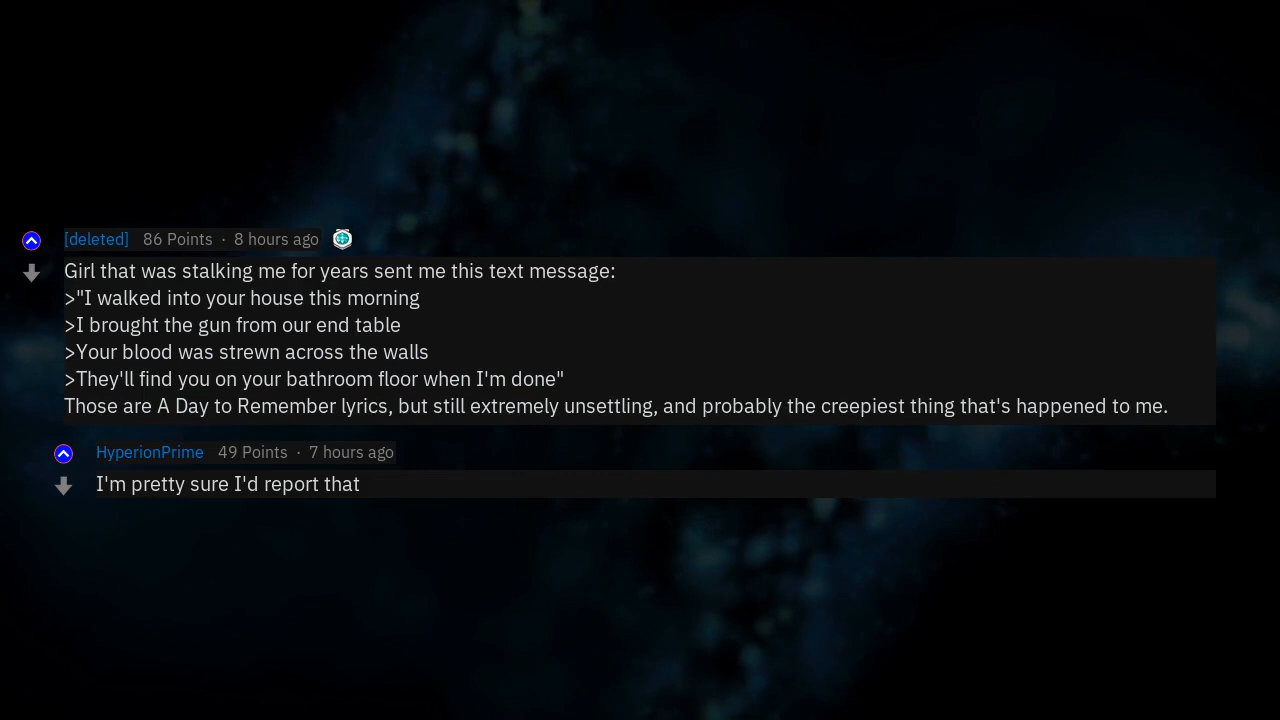 [deleted] 86 Points · 8 hours ago
Girl that was stalking me for years sent me this text message:
>"I walked into your house this morning
>I brought the gun from our end table
>Your blood was strewn across the walls
>They'll find you on your bathroom floor when I'm done"
Those are A Day to Remember lyrics, but still extremely unsettling, and probably the creepiest thing that's happened to me.
HyperionPrime 49 Points · 7 hours ago
I'm pretty sure I'd report that